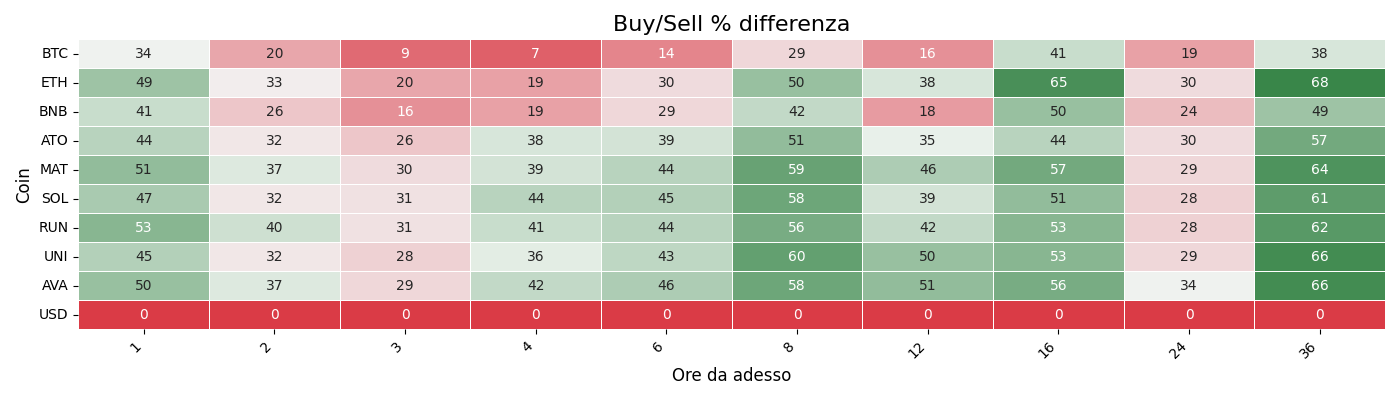 Buy/Sell % differenza
BTC 34 20 9 7 14 29 16 41 19 38
ETH 49 33 20 19 30 50 38 65 30 68
BNB 41 26 16 19 29 42 18 50 24 49
ATO 44 32 26 38 39 51 35 44 30 57
MAT 51 37 30 39 44 59 46 57 29 64
SOL 47 32 31 44 45 58 39 51 28 61
RUN 53 40 31 41 44 56 42 53 28 62
UNI 45 32 28 36 43 60 50 53 29 66
AVA 50 37 29 42 46 58 51 56 34 66
USD 0 0 0 0 0 0 0 0 0 0
Coin
1 2 3 4 6 8 12 16 24 36
Ore da adesso